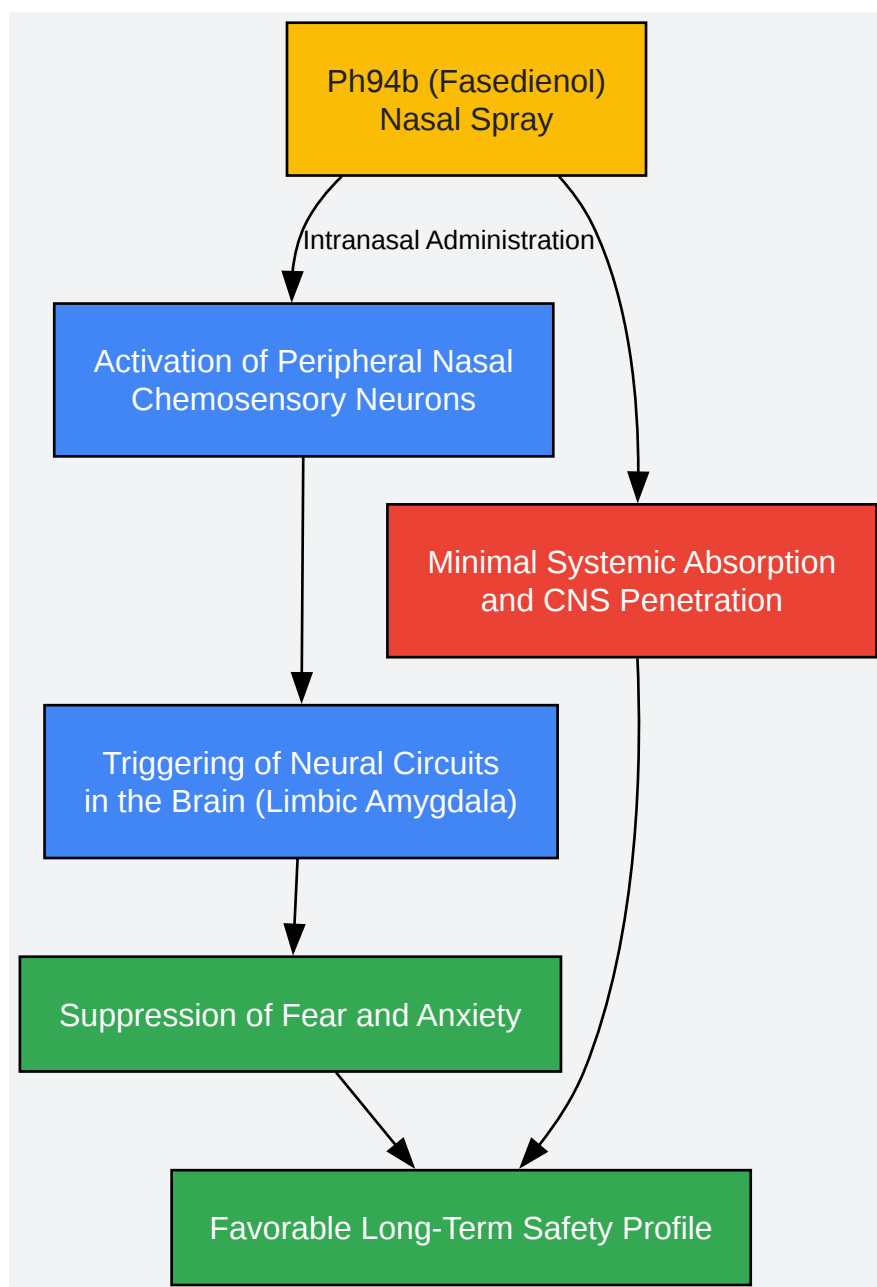 Ph94b (Fasedienol)
Nasal Spray
Intranasal Administration
Activation of Peripheral Nasal
Chemosensory Neurons
Minimal Systemic Absorption
and CNS Penetration
Triggering of Neural Circuits
in the Brain (Limbic Amygdala)
Suppression of Fear and Anxiety
Favorable Long-Term Safety Profile